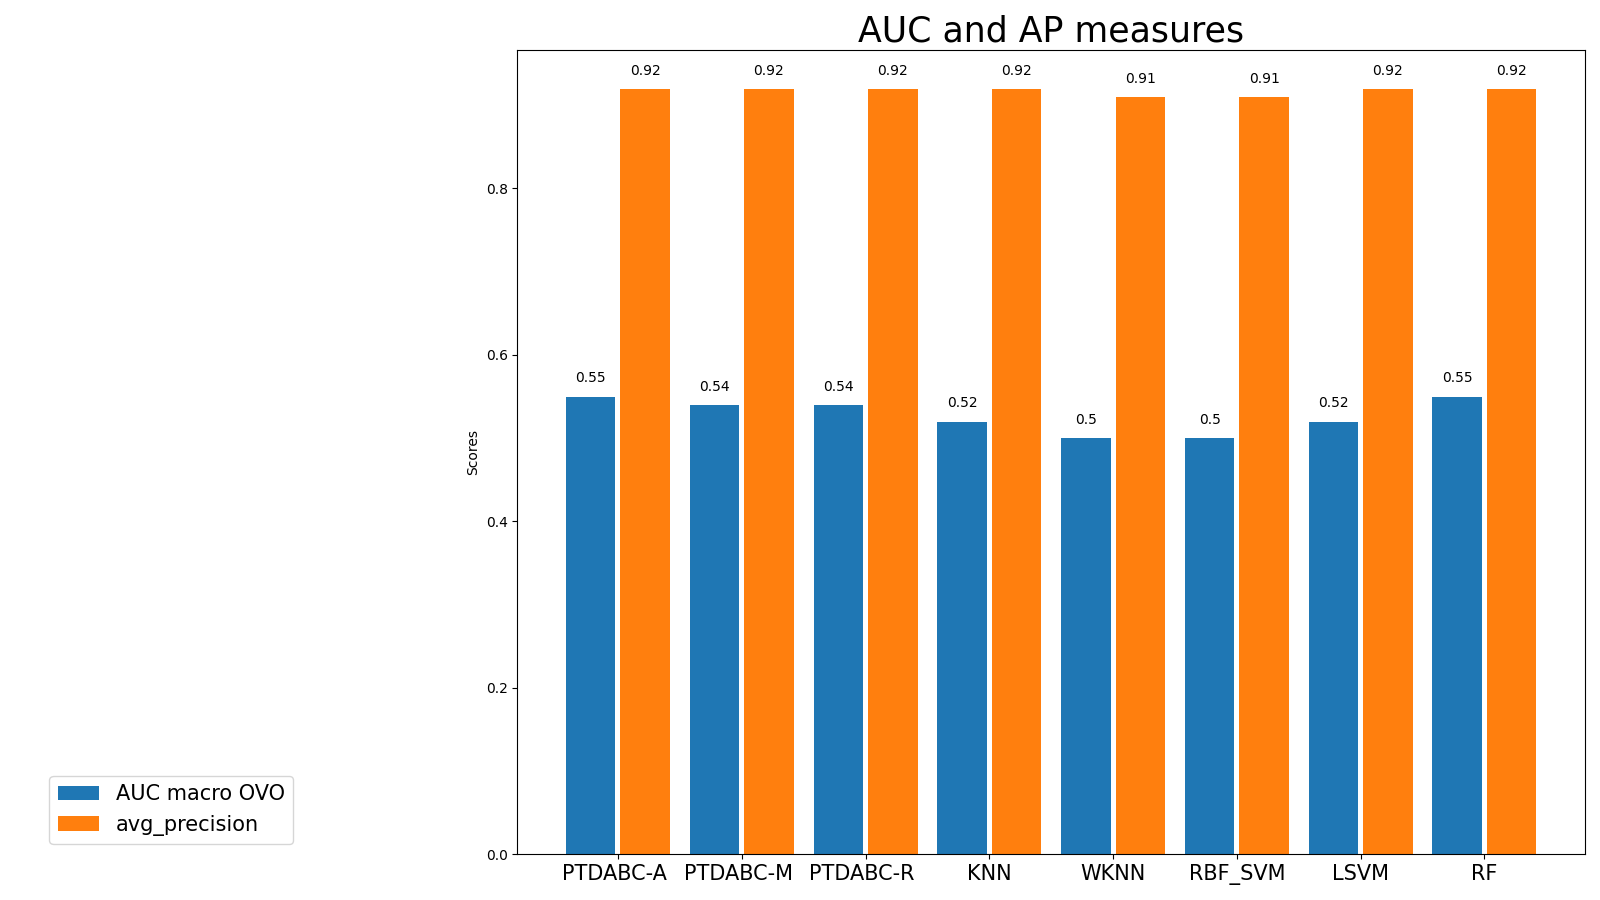 AUC and AP measures
0.92 0.92 0.92 0.92 0.91 0.91 0.92 0.92
0.8
0.6
0.55 0.54 0.54 0.52 0.5 0.5 0.52 0.55
Scores
0.4
0.2
0.0
PTDABC-A PTDABC-M PTDABC-R KNN WKNN RBF_SVM LSVM RF
AUC macro OVO
avg_precision